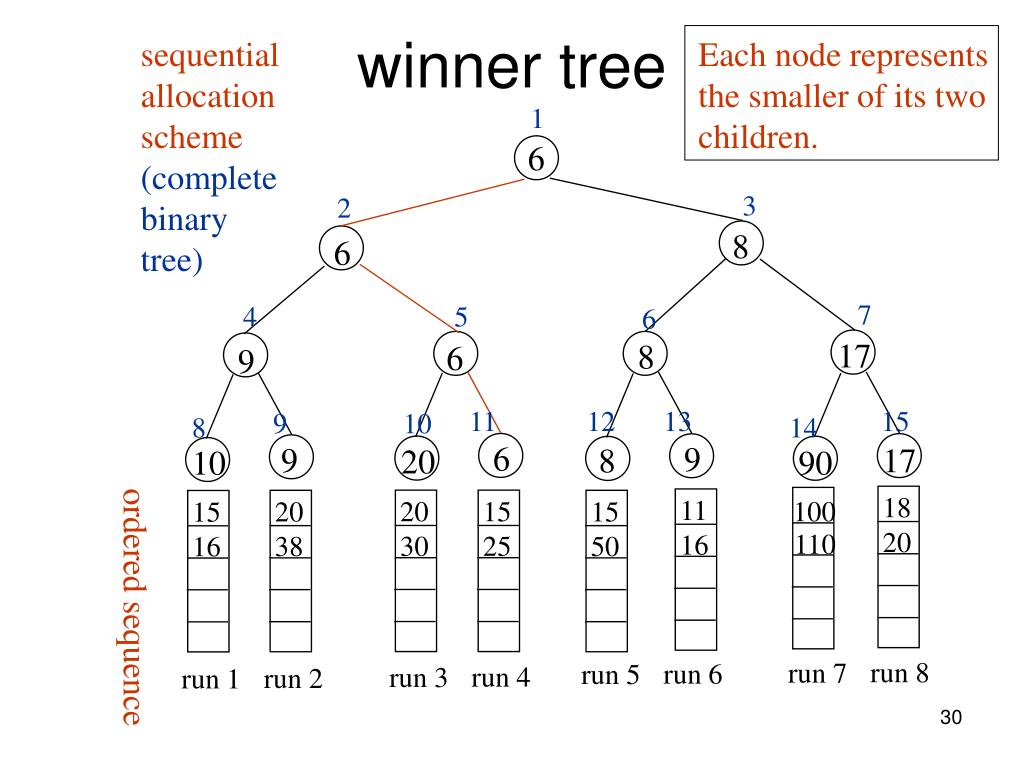 winner tree
sequential
allocation
scheme
(complete
binary
tree)
Each node represents
the smaller of its two
children.
1
6
2
3
6
8
4
5
6
7
9
6
8
17
8
9
10
11
12
13
14
15
10
9
20
6
8
9
90
17
ordered sequence
15
20
20
15
15
11
100
18
16
38
30
25
50
16
110
20
run 1
run 2
run 3
run 4
run 5
run 6
run 7
run 8
30